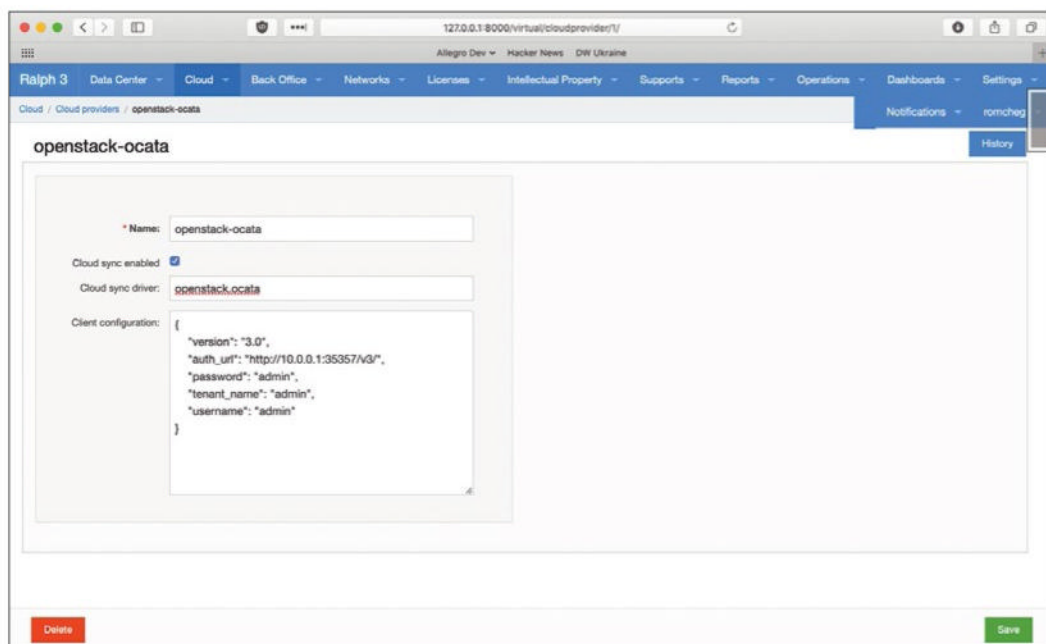 127.0.0.1:8000/virtual/cloudprovider/1/
Allegro Dev Hacker News DW Ukraine
Ralph 3 Data Center Cloud Back Office Networks Licenses Intellectual Property Supports Reports Operations Dashboards Settings
Cloud / Cloud providers / openstack-ocata
Notifications romcheg
openstack-ocata
History
* Name: openstack-ocata
Cloud sync enabled
Cloud sync driver: openstack.ocata
Client configuration: {
"version": "3.0",
"auth_url": "http://10.0.0.1:35357/v3/",
"password": "admin",
"tenant_name": "admin",
"username": "admin"
}
Delete Save